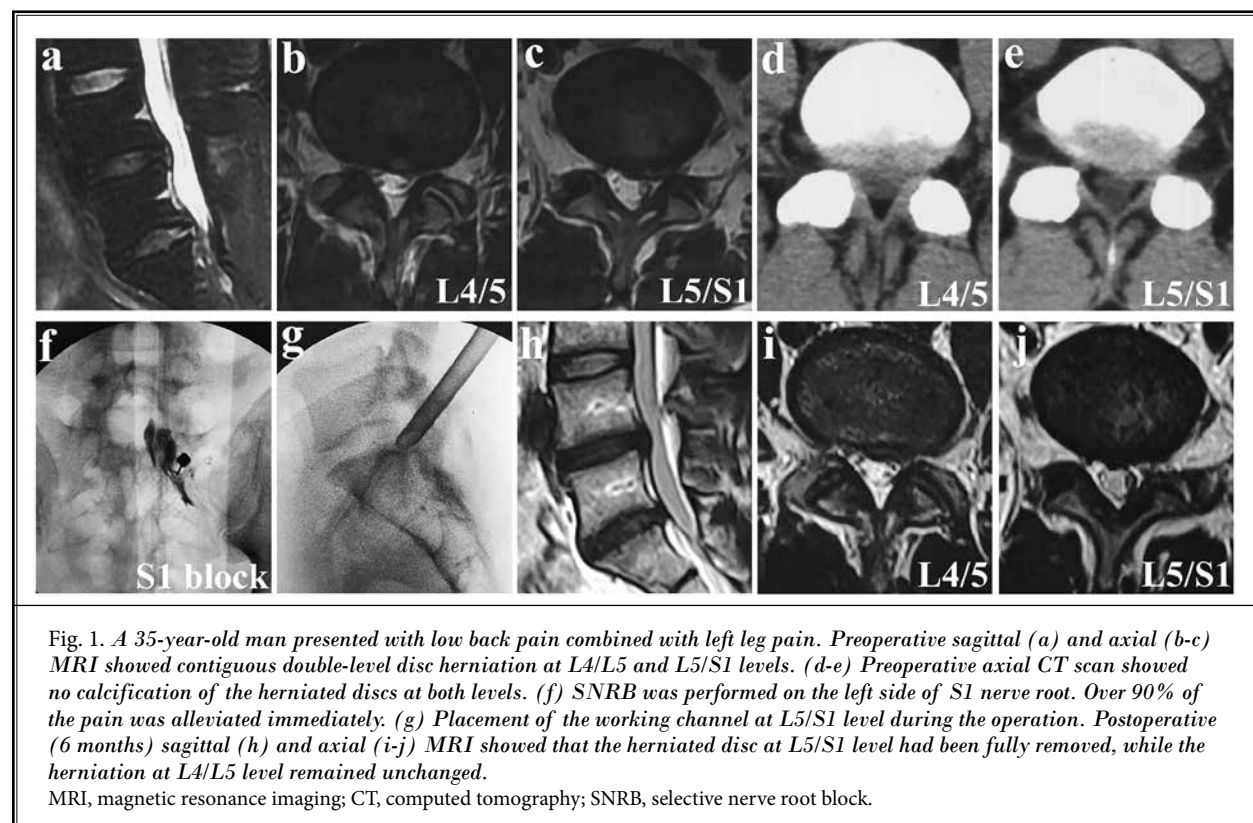 a b c d e
L4/5 L5/S1 L4/5 L5/S1
f g h i j
S1 block L4/5 L5/S1
Fig. 1. A 35-year-old man presented with low back pain combined with left leg pain. Preoperative sagittal (a) and axial (b-c)
MRI showed contiguous double-level disc herniation at L4/L5 and L5/S1 levels. (d-e) Preoperative axial CT scan showed
no calcification of the herniated discs at both levels. (f) SNRB was performed on the left side of S1 nerve root. Over 90% of
the pain was alleviated immediately. (g) Placement of the working channel at L5/S1 level during the operation. Postoperative
(6 months) sagittal (h) and axial (i-j) MRI showed that the herniated disc at L5/S1 level had been fully removed, while the
herniation at L4/L5 level remained unchanged.
MRI, magnetic resonance imaging; CT, computed tomography; SNRB, selective nerve root block.